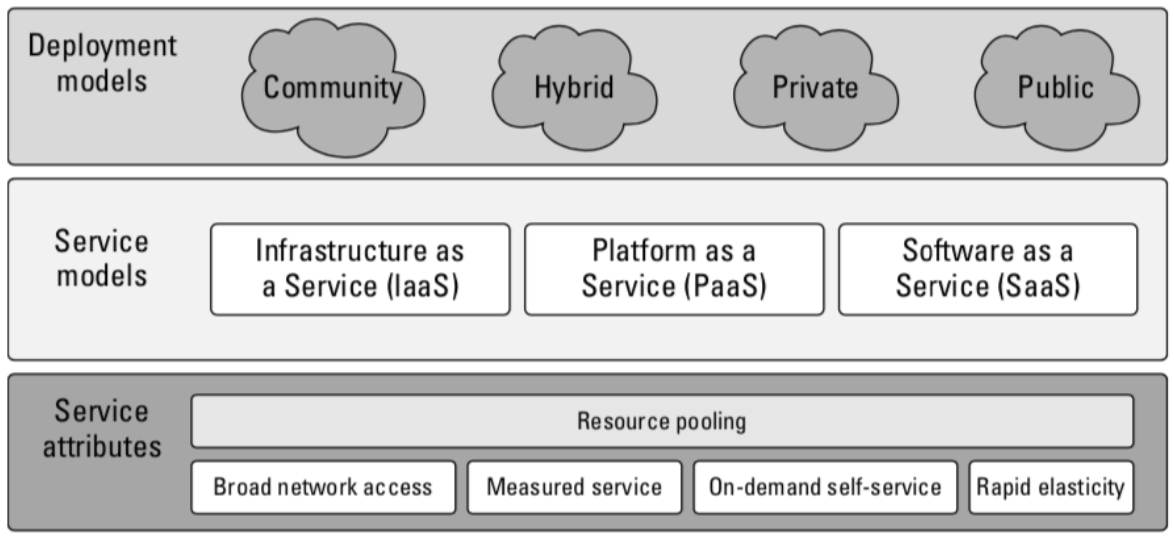 Deployment
models
Community
Hybrid
Private
Public
Service
models
Infrastructure as
a Service (IaaS)
Platform as a
Service (PaaS)
Software as a
Service (SaaS)
Service
attributes
Resource pooling
Broad network access
Measured service
On-demand self-service
Rapid elasticity